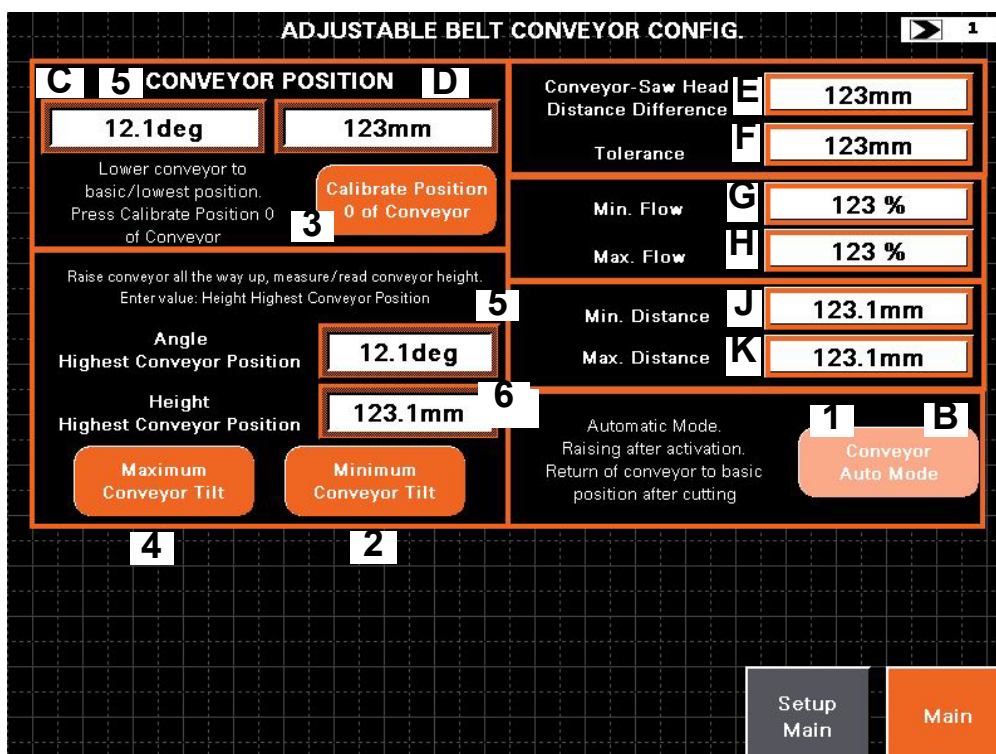 ADJUSTABLE BELT CONVEYOR CONFIG.
1
C 5 CONVEYOR POSITION D
12.1deg
123mm
Lower conveyor to
basic/lowest position.
Press Calibrate Position 0
of Conveyor
3
Calibrate Position
0 of Conveyor
Raise conveyor all the way up, measure/read conveyor height.
Enter value: Height Highest Conveyor Position
5
Angle
Highest Conveyor Position
12.1deg
6
Height
Highest Conveyor Position
123.1mm
Maximum
Conveyor Tilt
Minimum
Conveyor Tilt
4
2
Conveyor-Saw Head
Distance Difference
E
123mm
Tolerance
F
123mm
Min. Flow
G
123 %
Max. Flow
H
123 %
Min. Distance
J
123.1mm
Max. Distance
K
123.1mm
Automatic Mode.
Raising after activation.
Return of conveyor to basic
position after cutting
1
B
Conveyor
Auto Mode
Setup
Main
Main